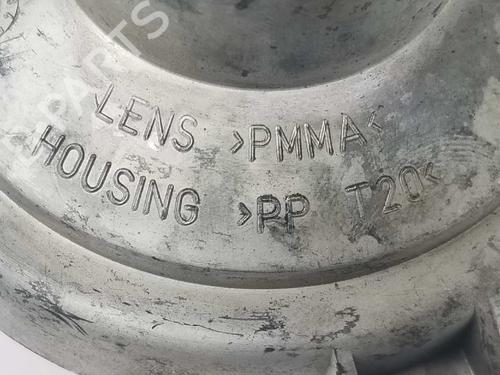 LENS >PMMA<
HOUSING >PP T20<